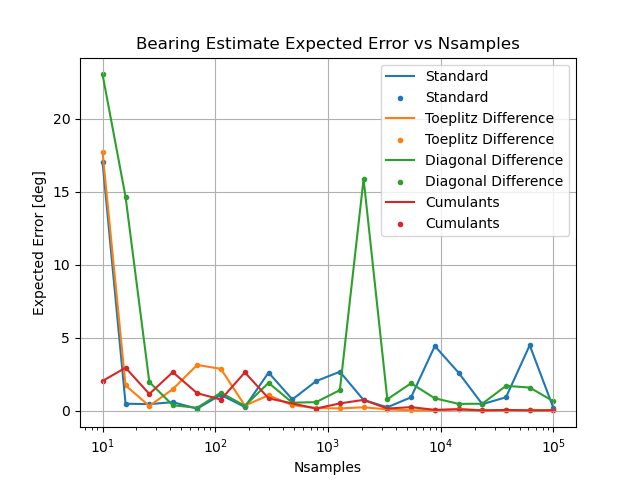 Bearing Estimate Expected Error vs Nsamples
Standard
Standard
Toeplitz Difference
Toeplitz Difference
Diagonal Difference
Diagonal Difference
Cumulants
Cumulants
Expected Error [deg]
20
15
10
5
0
10¹ 10² 10³ 10⁴ 10⁵
Nsamples